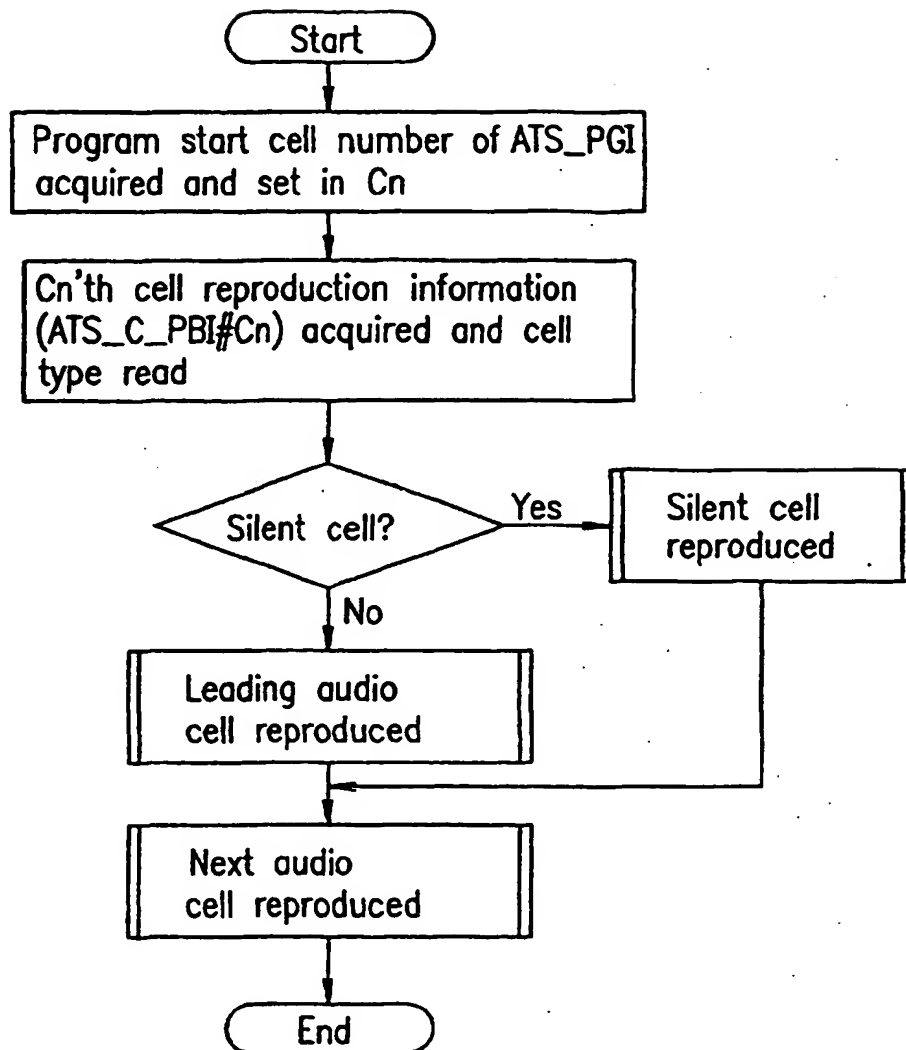 Start
Program start cell number of ATS_PGI
acquired and set in Cn
Cn'th cell reproduction information
(ATS_C_PBI#Cn) acquired and cell
type read
Silent cell?
Yes
Silent cell
reproduced
No
Leading audio
cell reproduced
Next audio
cell reproduced
End